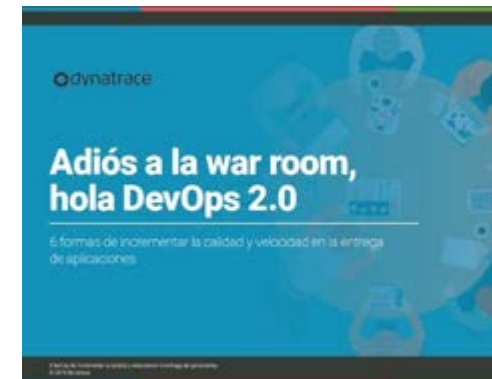 dynatrace
Adiós a la war room,
hola DevOps 2.0
6 formas de incrementar la calidad y velocidad en la entrega
de aplicaciones